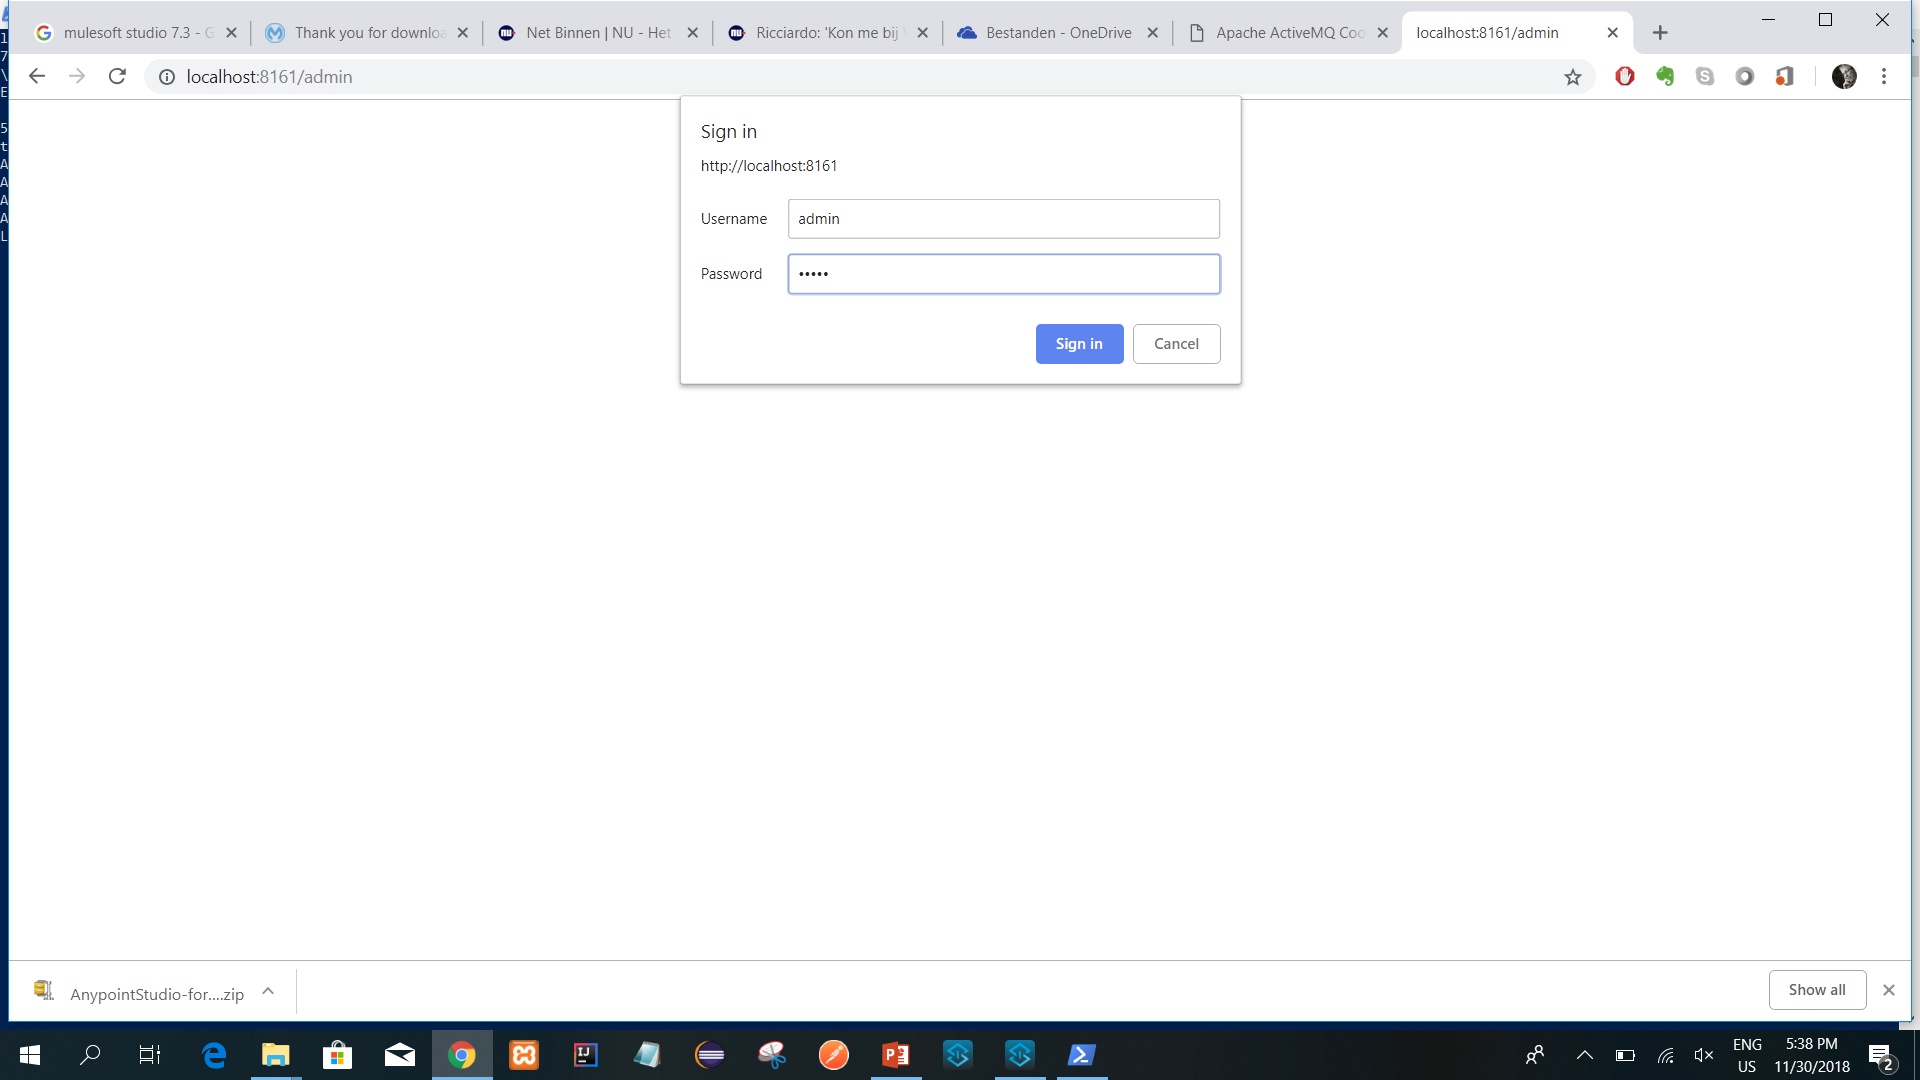 mulesoft studio 7.3 - G
Thank you for downloa
Net Binnen | NU - Het
Ricciardo: 'Kon me bij V
Bestanden - OneDrive
Apache ActiveMQ Coo
localhost:8161/admin
localhost:8161/admin
Sign in
http://localhost:8161
Username
admin
Password
•••••
Sign in
Cancel
AnypointStudio-for....zip
Show all
ENG
US
5:38 PM
11/30/2018
2